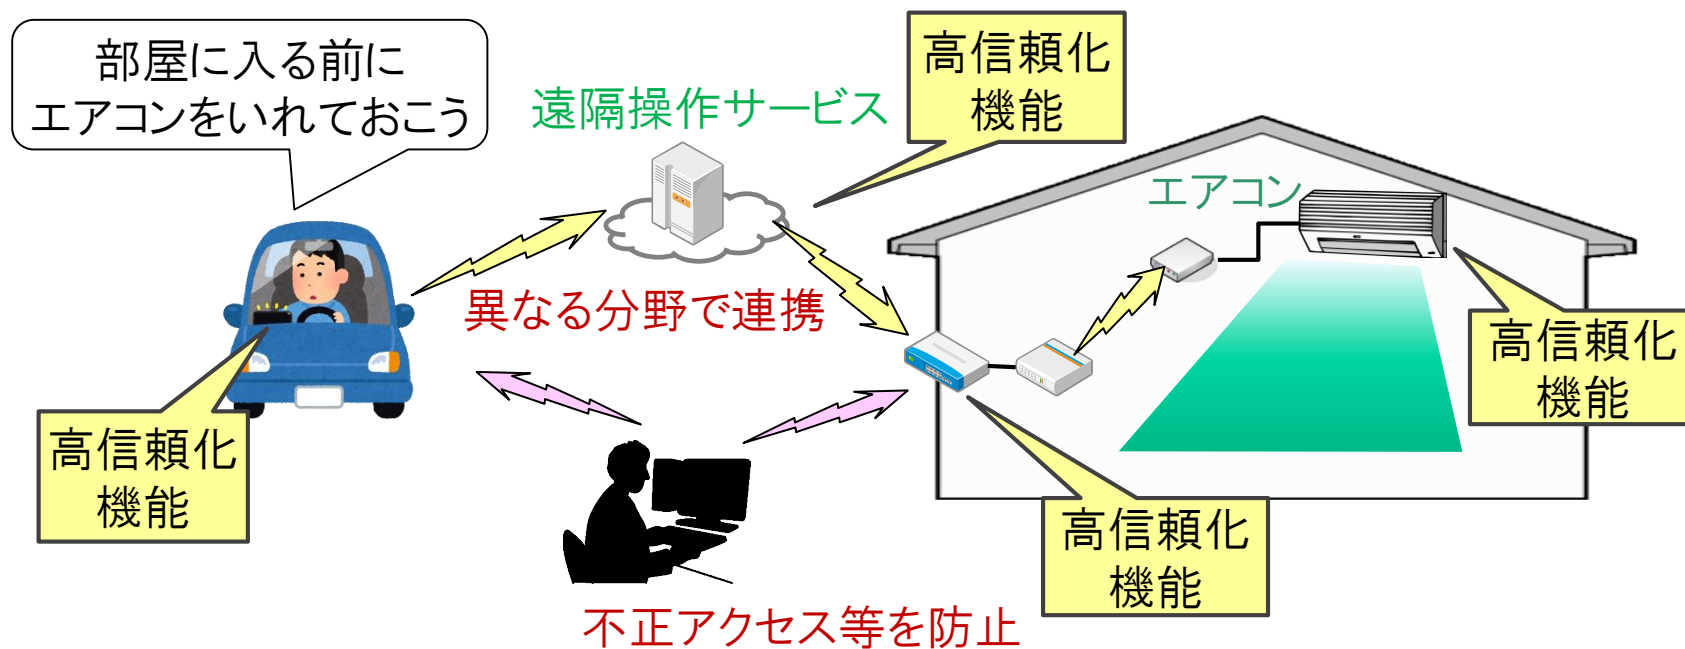 部屋に入る前に
エアコンをいれておこう
遠隔操作サービス
高信頼化
機能
エアコン
異なる分野で連携
高信頼化
機能
高信頼化
機能
高信頼化
機能
不正アクセス等を防止